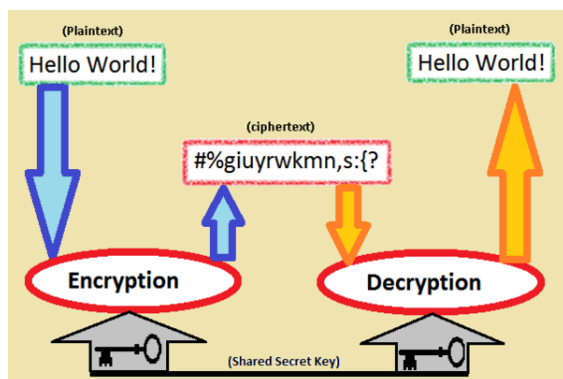 (Plaintext)
Hello World!
(Plaintext)
Hello World!
(ciphertext)
#%giuyrwkmn,s:{?
Encryption
Decryption
(Shared Secret Key)